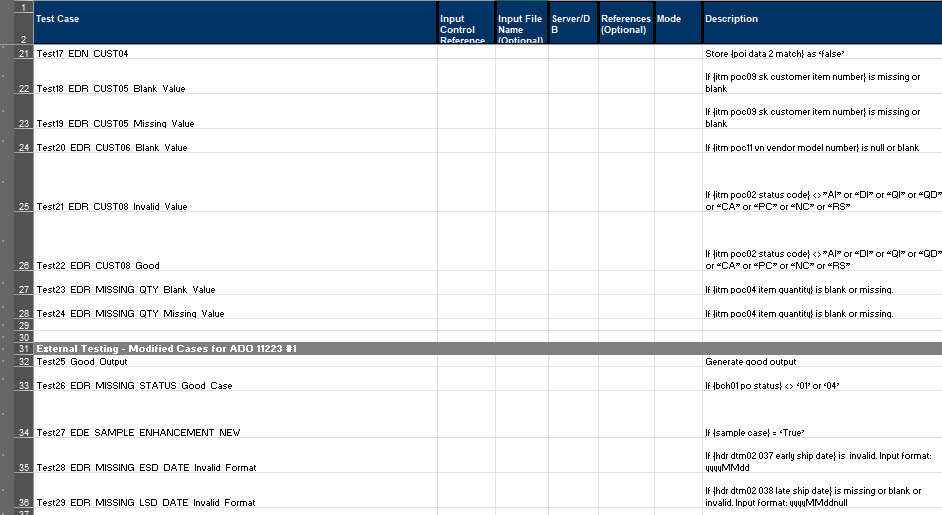 1
Test Case
Input Control Reference
Input File Name (Optional)
Server/DB
References (Optional)
Mode
Description
2
21 Test17 EDN CUST04 Store {poi data 2 match} as ‘false’
22 Test18 EDR CUST05 Blank Value If {itm poc09 sk customer item number} is missing or
blank
23 Test19 EDR CUST05 Missing Value If {itm poc09 sk customer item number} is missing or
blank
24 Test20 EDR CUST06 Blank Value If {itm poc11 vn vendor model number} is null or blank
25 Test21 EDR CUST08 Invalid Value If {itm poc02 status code} <>”AI” or “DI” or “QI” or “QD”
or “CA” or “PC” or “NC” or “RS”
26 Test22 EDR CUST08 Good If {itm poc02 status code} <>”AI” or “DI” or “QI” or “QD”
or “CA” or “PC” or “NC” or “RS”
27 Test23 EDR MISSING QTY Blank Value If {itm poc04 item quantity} is blank or missing.
28 Test24 EDR MISSING QTY Missing Value If {itm poc04 item quantity} is blank or missing.
29
30
31 External Testing - Modified Cases for ADO 11223 #1
32 Test25 Good Output Generate good output
33 Test26 EDR MISSING STATUS Good Case If {bch01 po status} <> ‘01’ or ‘04’
34 Test27 EDE SAMPLE ENHANCEMENT NEW If {sample case} = ‘True’
35 Test28 EDR MISSING ESD DATE Invalid Format If {hdr dtm02 037 early ship date} is invalid. Input format:
yyyyMMdd
36 Test29 EDR MISSING LSD DATE Invalid Format If {hdr dtm02 038 late ship date} is missing or blank or
invalid. Input format: yyyyMMddnull
37